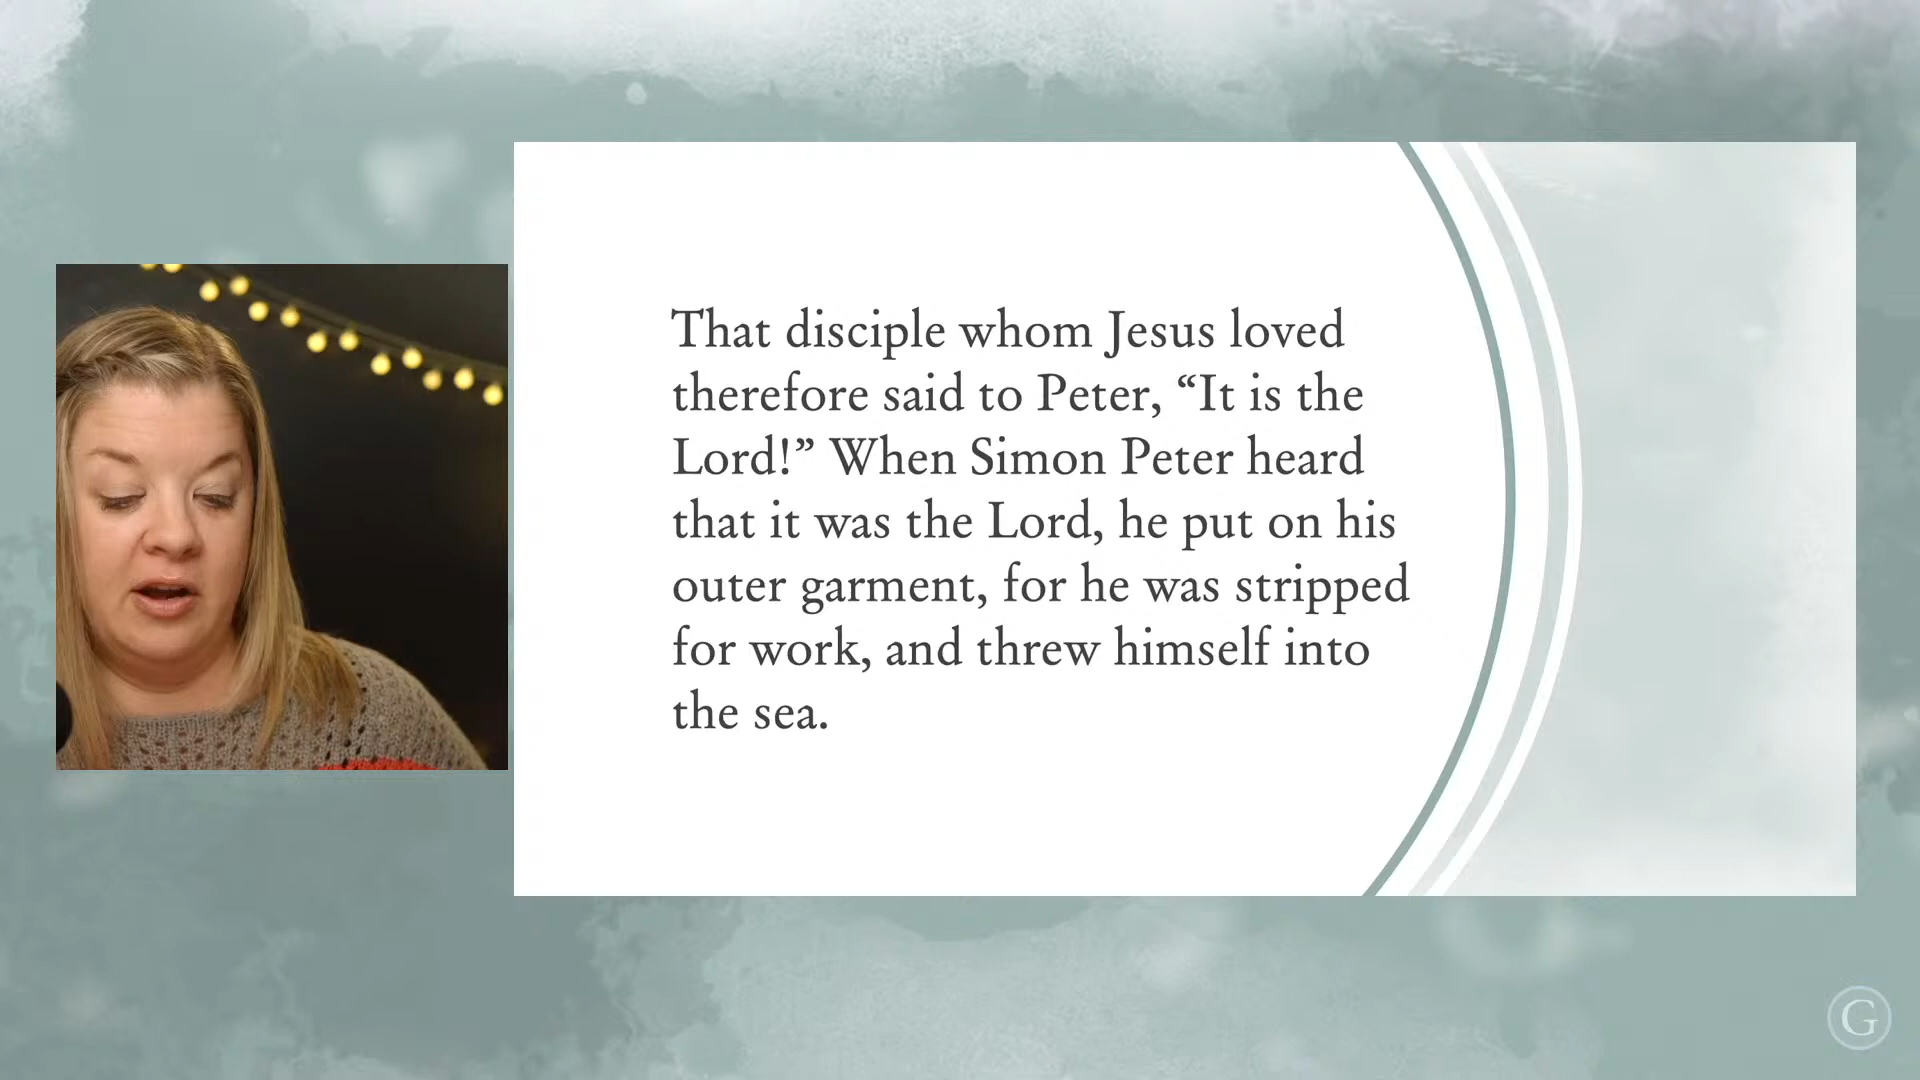 That disciple whom Jesus loved
therefore said to Peter, “It is the
Lord!” When Simon Peter heard
that it was the Lord, he put on his
outer garment, for he was stripped
for work, and threw himself into
the sea.
G